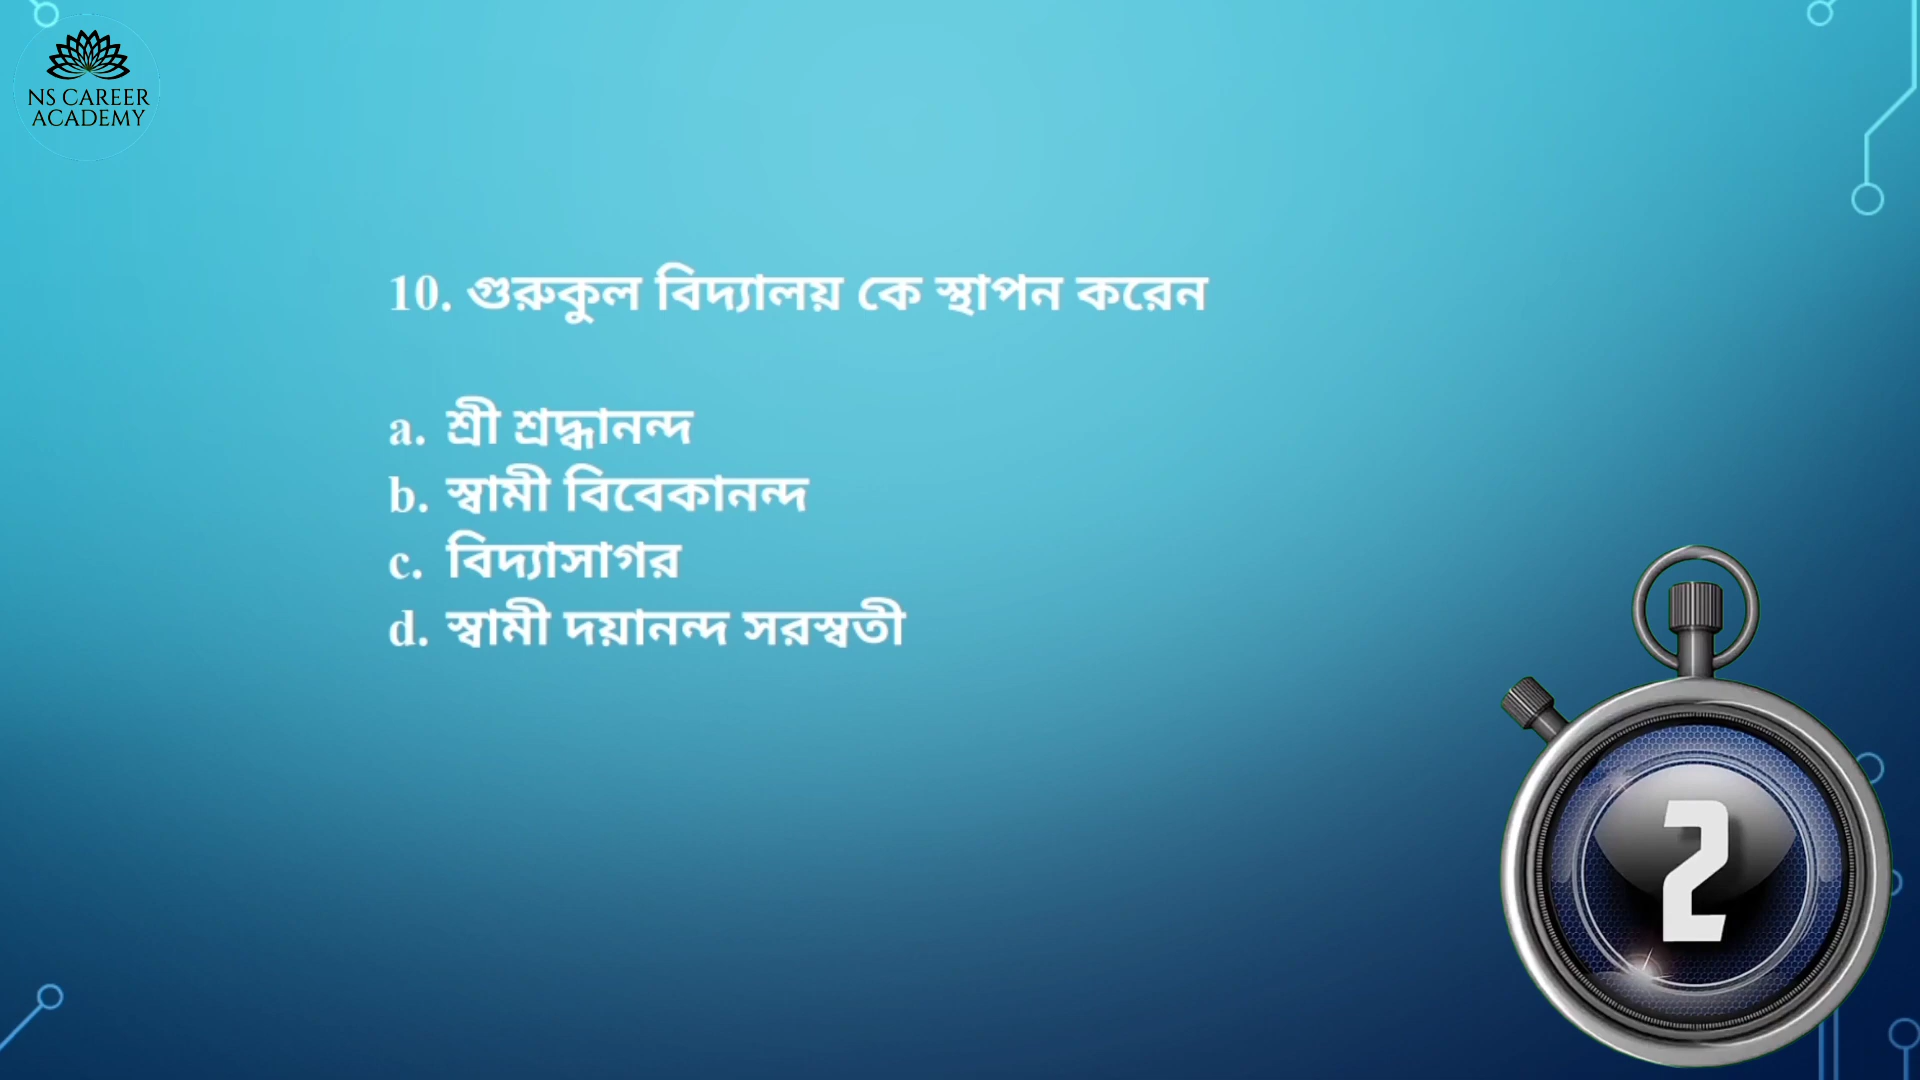 NS CAREER
ACADEMY
10. গুরুকুল বিদ্যালয় কে স্থাপন করেন
a. শ্রী শ্রদ্ধানন্দ
b. স্বামী বিবেকানন্দ
c. বিদ্যাসাগর
d. স্বামী দয়ানন্দ সরস্বতী
2